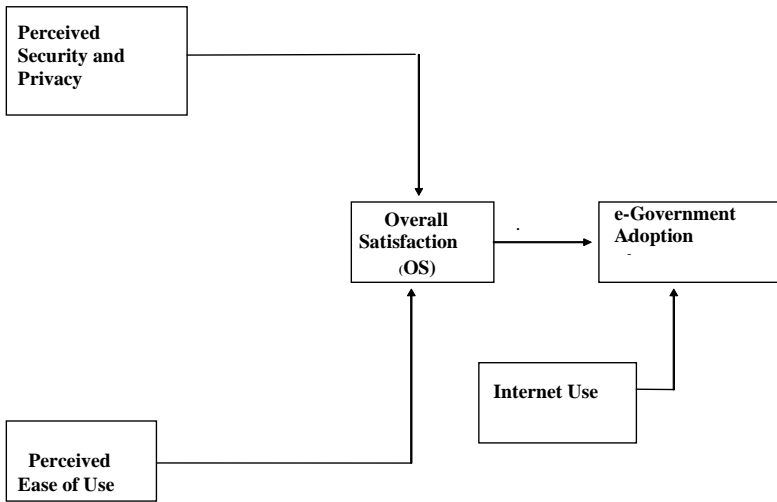 Perceived
Security and
Privacy
Overall
Satisfaction
(OS)
e-Government
Adoption
Internet Use
Perceived
Ease of Use